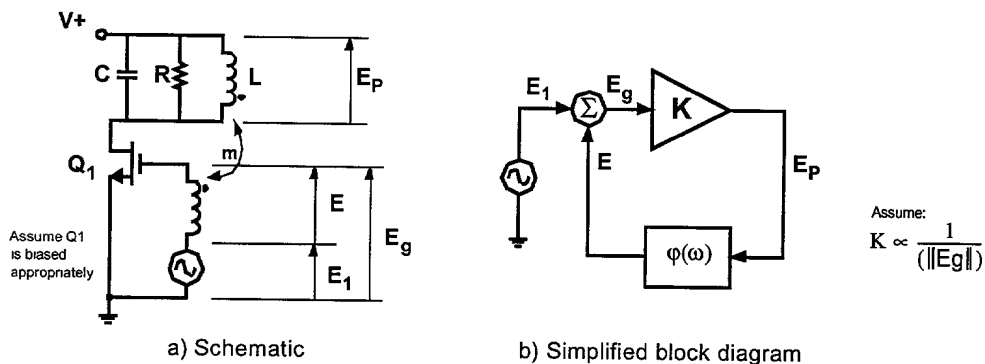 V+
C
R
L
E_P
m
Q_1
E
E_g
E_1
Assume Q1
is biased
appropriately
a) Schematic
E_1
Σ
E_g
K
E
E_P
φ(ω)
b) Simplified block diagram
Assume:
K ∝ 1/(‖Eg‖)